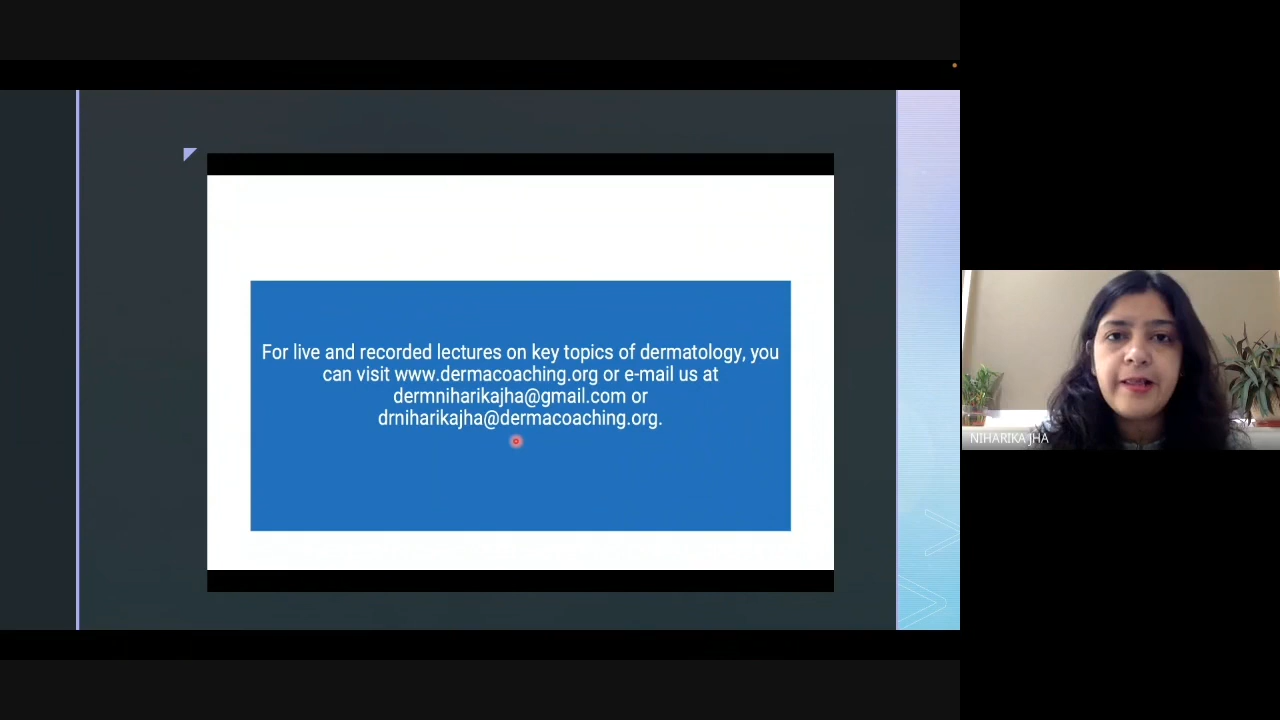 For live and recorded lectures on key topics of dermatology, you
can visit www.dermacoaching.org or e-mail us at
dermniharikajha@gmail.com or
drniharikajha@dermacoaching.org.
NIHARIKA JHA